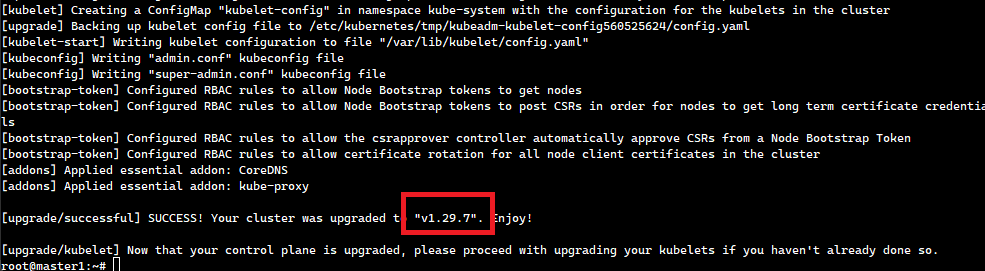 [kubelet] Creating a ConfigMap "kubelet-config" in namespace kube-system with the configuration for the kubelets in the cluster
[upgrade] Backing up kubelet config file to /etc/kubernetes/tmp/kubeadm-kubelet-config560525624/config.yaml
[kubelet-start] Writing kubelet configuration to file "/var/lib/kubelet/config.yaml"
[kubeconfig] Writing "admin.conf" kubeconfig file
[kubeconfig] Writing "super-admin.conf" kubeconfig file
[bootstrap-token] Configured RBAC rules to allow Node Bootstrap tokens to get nodes
[bootstrap-token] Configured RBAC rules to allow Node Bootstrap tokens to post CSRs in order for nodes to get long term certificate credentia
ls
[bootstrap-token] Configured RBAC rules to allow the csrapprover controller automatically approve CSRs from a Node Bootstrap Token
[bootstrap-token] Configured RBAC rules to allow certificate rotation for all node client certificates in the cluster
[addons] Applied essential addon: CoreDNS
[addons] Applied essential addon: kube-proxy
[upgrade/successful] SUCCESS! Your cluster was upgraded to "v1.29.7". Enjoy!
[upgrade/kubelet] Now that your control plane is upgraded, please proceed with upgrading your kubelets if you haven't already done so.
root@master1:~#